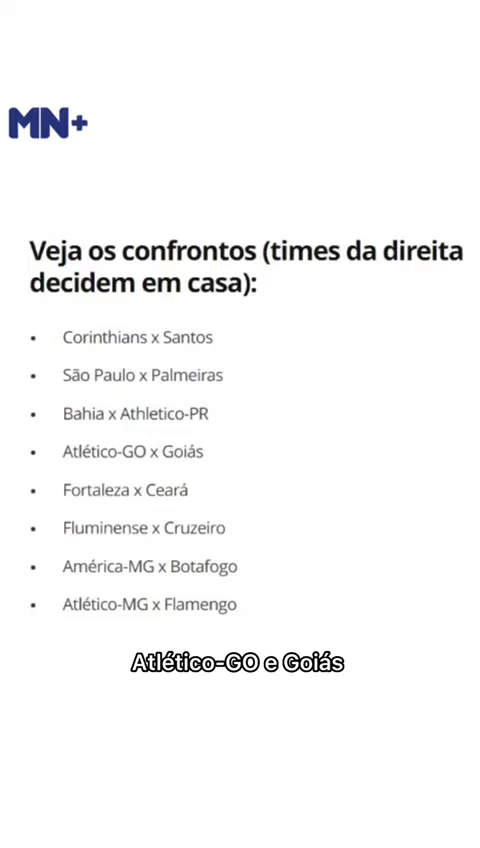 MN+
Veja os confrontos (times da direita
decidem em casa):
• Corinthians x Santos
• São Paulo x Palmeiras
• Bahia x Athletico-PR
• Atlético-GO x Goiás
• Fortaleza x Ceará
• Fluminense x Cruzeiro
• América-MG x Botafogo
• Atlético-MG x Flamengo
Atlético-GO e Goiás